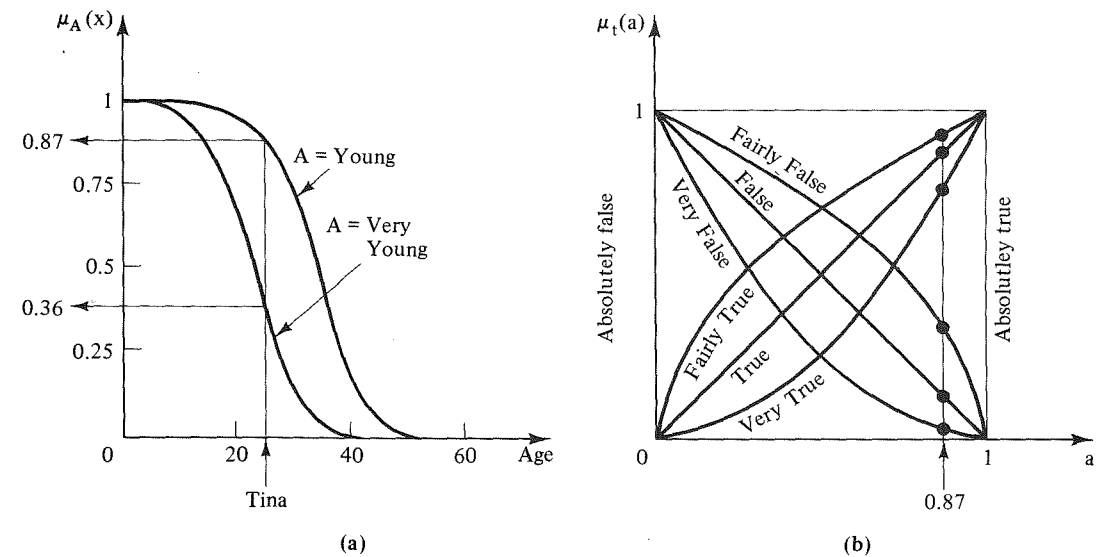 μA(x)
1
0.87
0.75
0.5
0.36
0.25
A = Young
A = Very
Young
0
20
40
60
Age
Tina
(a)
μt(a)
1
Absolutely false
Fairly False
False
Very False
Fairly True
True
Very True
Absolutley true
0
1
a
0.87
(b)